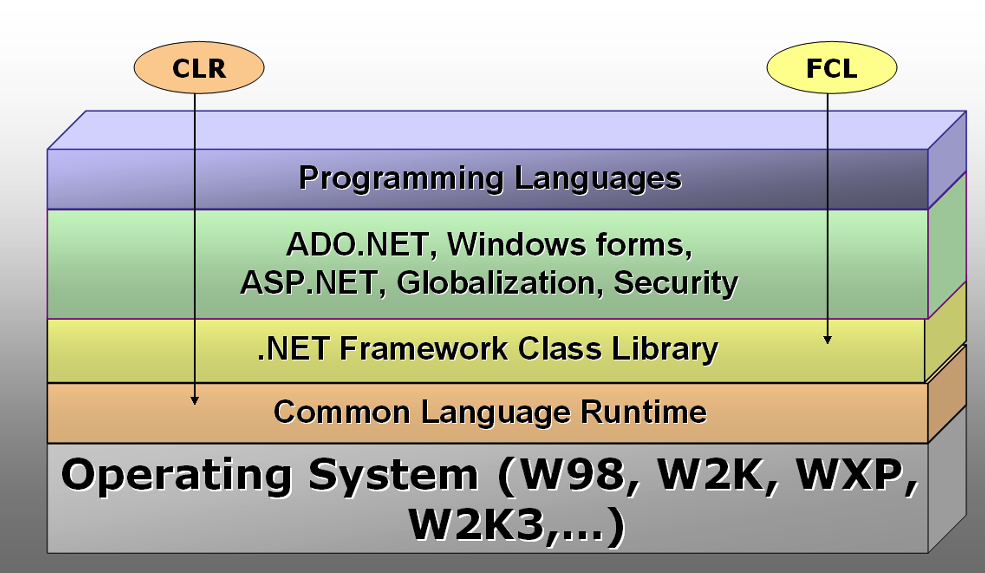 CLR
FCL
Programming Languages
ADO.NET, Windows forms,
ASP.NET, Globalization, Security
.NET Framework Class Library
Common Language Runtime
Operating System (W98, W2K, WXP,
W2K3,...)